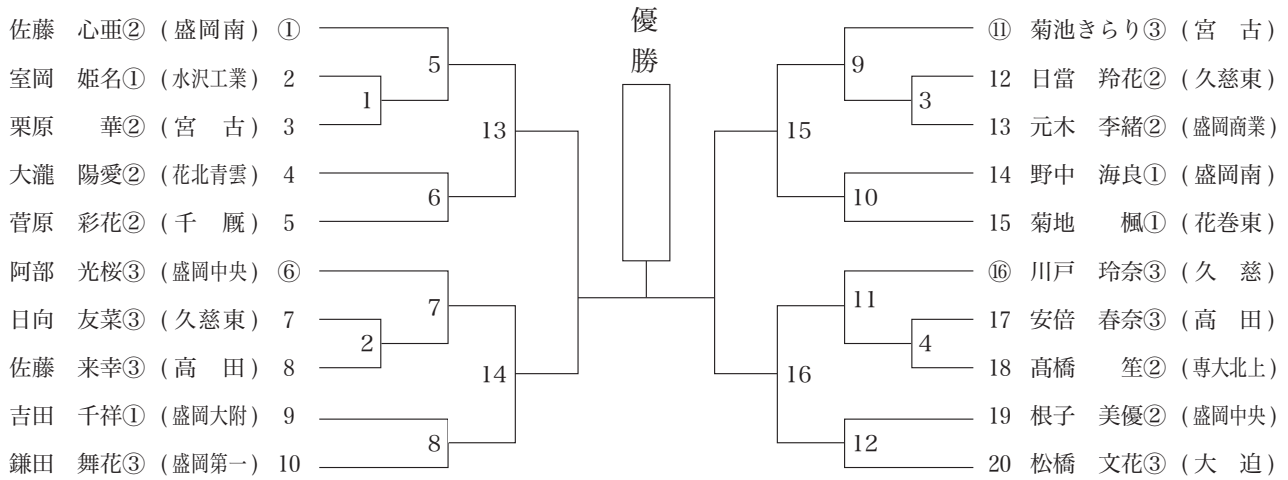 優勝
佐藤 心亜② (盛岡南) ①
室岡 姫名① (水沢工業) 2
栗原 華② (宮 古) 3
大瀧 陽愛② (花北青雲) 4
菅原 彩花② (千 厩) 5
阿部 光桜③ (盛岡中央) ⑥
日向 友菜③ (久慈東) 7
佐藤 来幸③ (高 田) 8
吉田 千祥① (盛岡大附) 9
鎌田 舞花③ (盛岡第一) 10
5
1
13
6
7
2
14
8
9
3
15
10
11
4
16
12
⑪ 菊池きらり③ (宮 古)
12 日當 羚花② (久慈東)
13 元木 李緒② (盛岡商業)
14 野中 海良① (盛岡南)
15 菊地 楓① (花巻東)
⑯ 川戸 玲奈③ (久 慈)
17 安倍 春奈③ (高 田)
18 髙橋 笙② (専大北上)
19 根子 美優② (盛岡中央)
20 松橋 文花③ (大 迫)